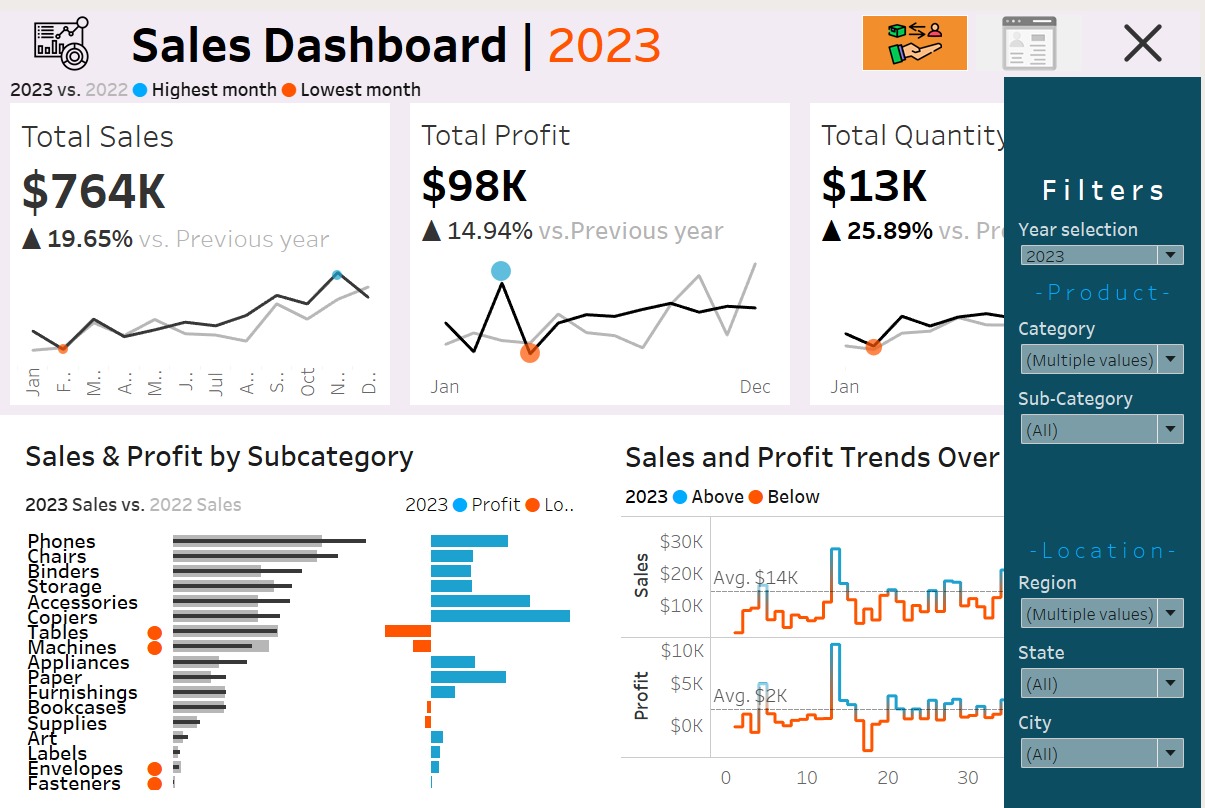 Sales Dashboard | 2023
2023 vs. 2022 Highest month Lowest month
Total Sales
$764K
▲ 19.65% vs. Previous year
Jan F.. M.. A.. M.. J.. Jul A.. S.. Oct N.. D..
Total Profit
$98K
▲ 14.94% vs.Previous year
Jan Dec
Total Quantity
$13K
▲ 25.89% vs. Pr
Jan
Sales & Profit by Subcategory
2023 Sales vs. 2022 Sales
2023 Profit Lo..
Phones
Chairs
Binders
Storage
Accessories
Copiers
Tables
Machines
Appliances
Paper
Furnishings
Bookcases
Supplies
Art
Labels
Envelopes
Fasteners
Sales and Profit Trends Over
2023 Above Below
Sales
$30K
$20K
$10K
Avg. $14K
Profit
$10K
$5K
$0K
Avg. $2K
0 10 20 30
Filters
Year selection
2023
-Product-
Category
(Multiple values)
Sub-Category
(All)
-Location-
Region
(Multiple values)
State
(All)
City
(All)